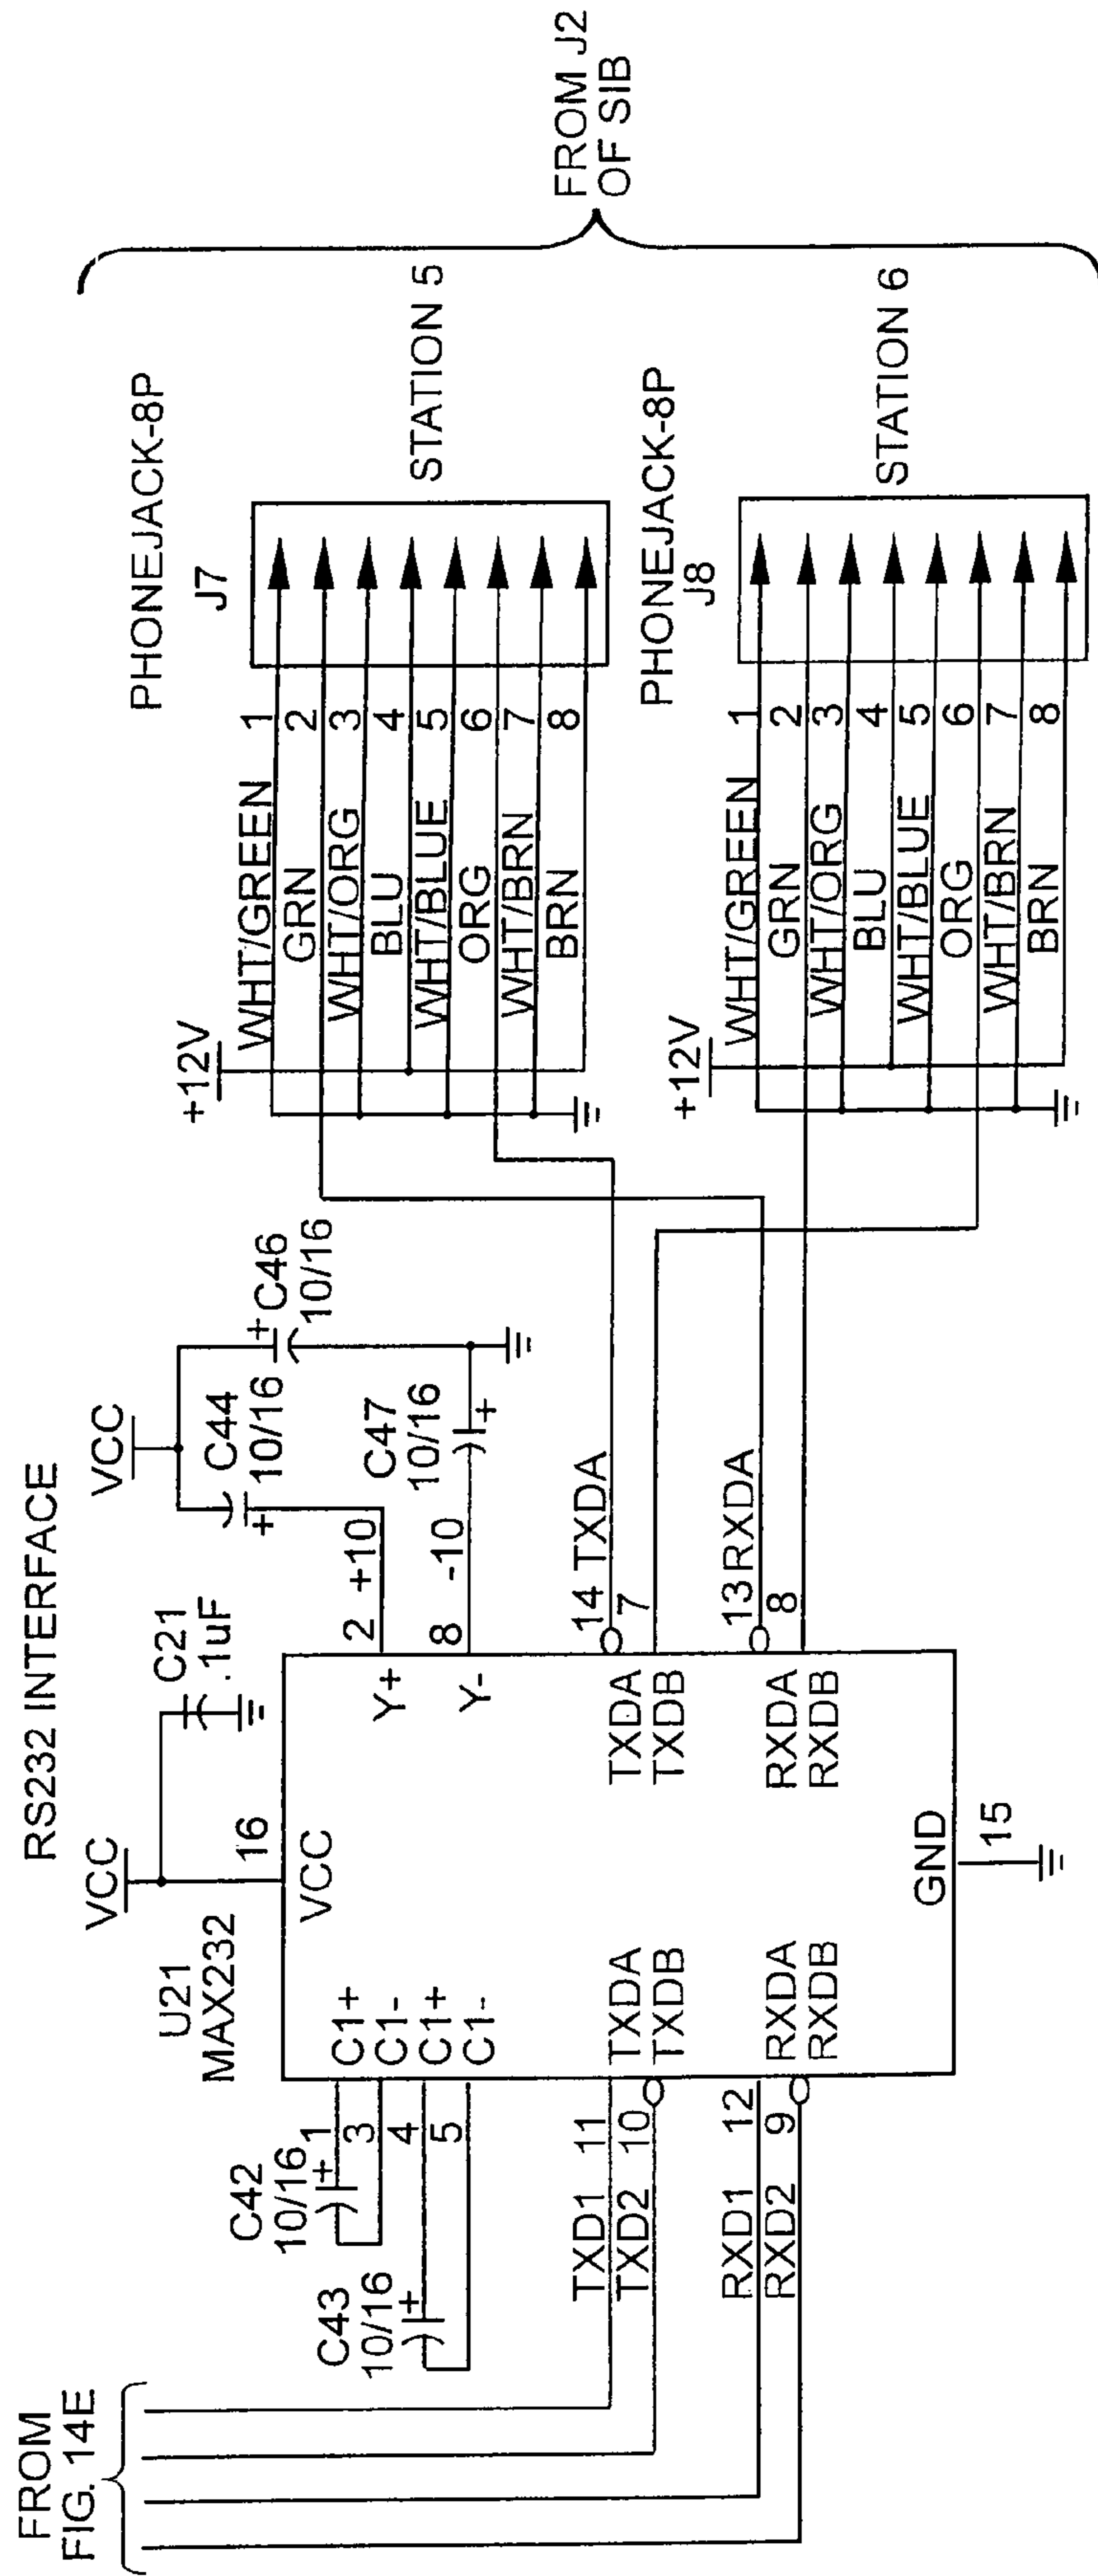 RS232 INTERFACE
FROM
FIG. 14E
VCC
U21
MAX232
16
VCC
C21
.1uF
VCC
C44
10/16
C46
10/16
C47
10/16
C42
10/16
C43
10/16
1
3
4
5
C1+
C1-
C1+
C1-
Y+
Y-
2 +10
8 -10
TXD1 11
TXD2 10
RXD1 12
RXD2 9
TXDA
TXDB
RXDA
RXDB
TXDA
TXDB
RXDA
RXDB
14 TXDA
7
13 RXDA
8
GND
15
+12V
PHONEJACK-8P
J7
WHT/GREEN 1
GRN 2
WHT/ORG 3
BLU 4
WHT/BLUE 5
ORG 6
WHT/BRN 7
BRN 8
STATION 5
+12V
PHONEJACK-8P
J8
WHT/GREEN 1
GRN 2
WHT/ORG 3
BLU 4
WHT/BLUE 5
ORG 6
WHT/BRN 7
BRN 8
STATION 6
FROM J2
OF SIB